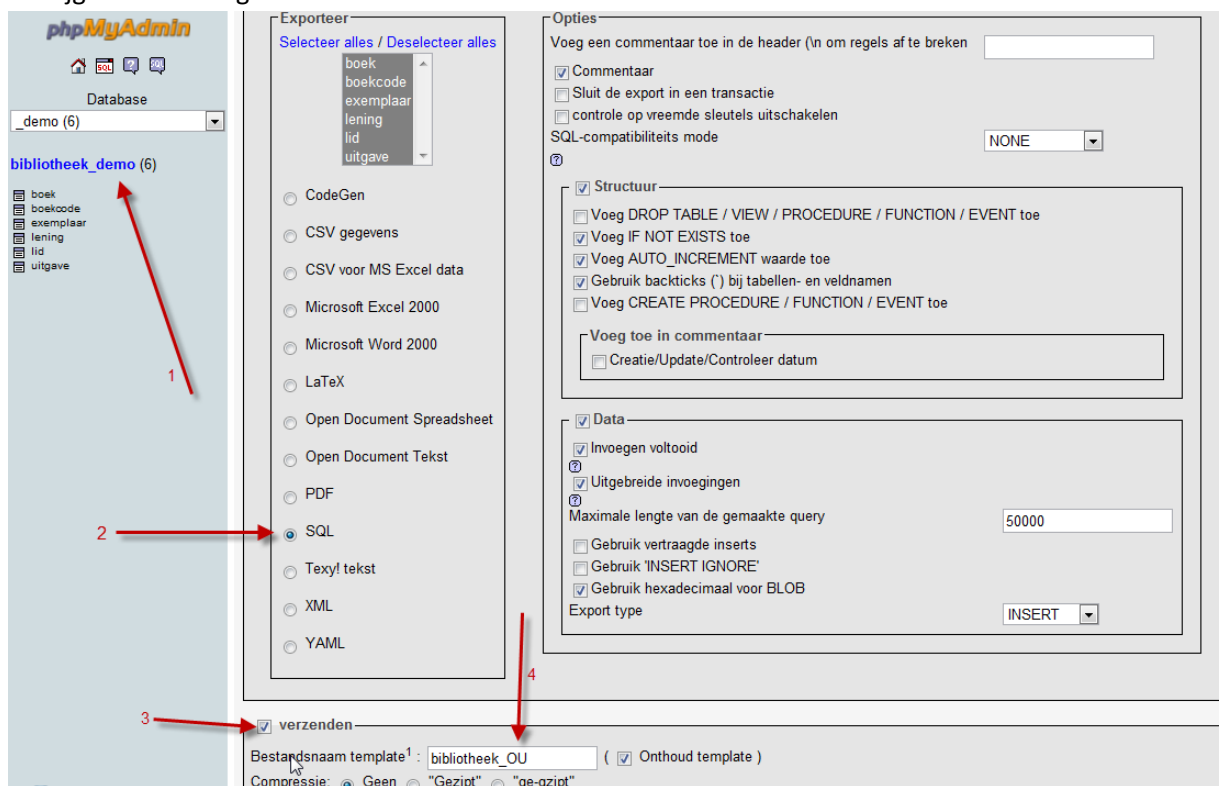 phpMyAdmin
Database
_demo (6)
bibliotheek_demo (6)
boek
boekcode
exemplaar
lening
lid
uitgave
1
2
3
4
Exporteer
Selecteer alles / Deselecteer alles
boek
boekcode
exemplaar
lening
lid
uitgave
CodeGen
CSV gegevens
CSV voor MS Excel data
Microsoft Excel 2000
Microsoft Word 2000
LaTeX
Open Document Spreadsheet
Open Document Tekst
PDF
SQL
Texy! tekst
XML
YAML
Opties
Voeg een commentaar toe in de header (\n om regels af te breken
Commentaar
Sluit de export in een transactie
controle op vreemde sleutels uitschakelen
SQL-compatibiliteits mode NONE
Structuur
Voeg DROP TABLE / VIEW / PROCEDURE / FUNCTION / EVENT toe
Voeg IF NOT EXISTS toe
Voeg AUTO_INCREMENT waarde toe
Gebruik backticks (`) bij tabellen- en veldnamen
Voeg CREATE PROCEDURE / FUNCTION / EVENT toe
Voeg toe in commentaar
Creatie/Update/Controleer datum
Data
Invoegen voltooid
Uitgebreide invoegingen
Maximale lengte van de gemaakte query 50000
Gebruik vertraagde inserts
Gebruik 'INSERT IGNORE'
Gebruik hexadecimaal voor BLOB
Export type INSERT
verzenden
Bestandsnaam template1 : bibliotheek_OU ( Onthoud template )
Compressie: Geen "Gezipt" "ge-gzipt"